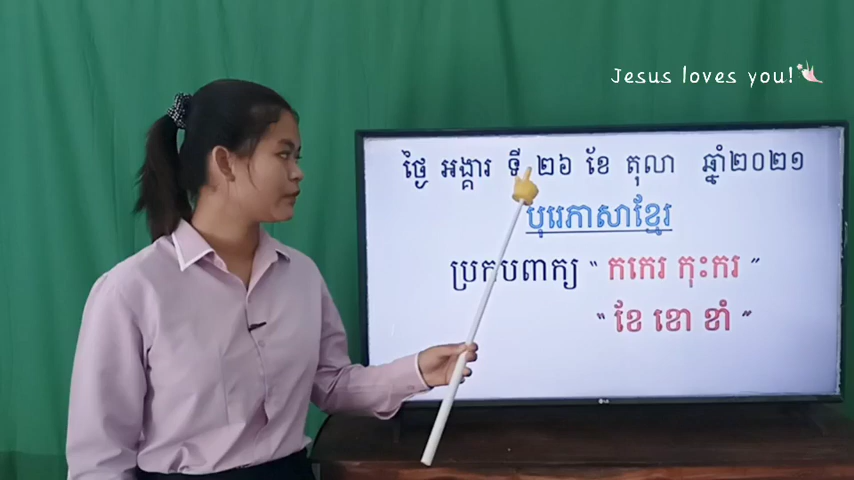 Jesus loves you!
ថ្ងៃ អង្គារ ទី ២៦ ខែ តុលា ឆ្នាំ២០២១
បុរេភាសាខ្មែរ
ប្រកបពាក្យ “ កកេរ កុះករ ”
“ ខែ ខោ ខាំ ”
LG